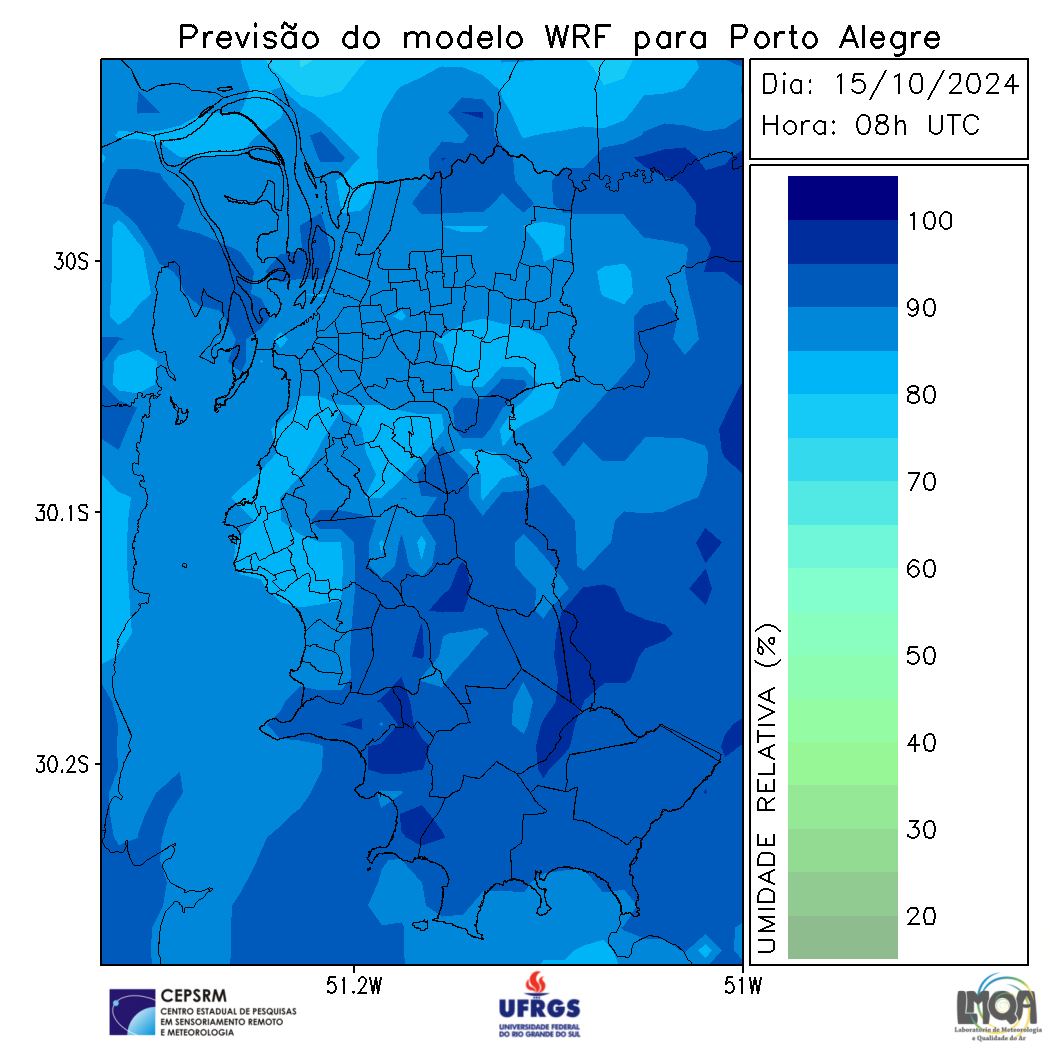 Previsão do modelo WRF para Porto Alegre
Dia: 15/10/2024
Hora: 08h UTC
100
90
80
70
60
50
40
30
20
UMIDADE RELATIVA (%)
30S
30.1S
30.2S
51.2W
51W
CEPSRM
CENTRO ESTADUAL DE PESQUISAS
EM SENSORIAMENTO REMOTO
E METEOROLOGIA
UFRGS
UNIVERSIDADE FEDERAL
DO RIO GRANDE DO SUL
LMQA
Laboratório de Meteorologia
e Qualidade do Ar